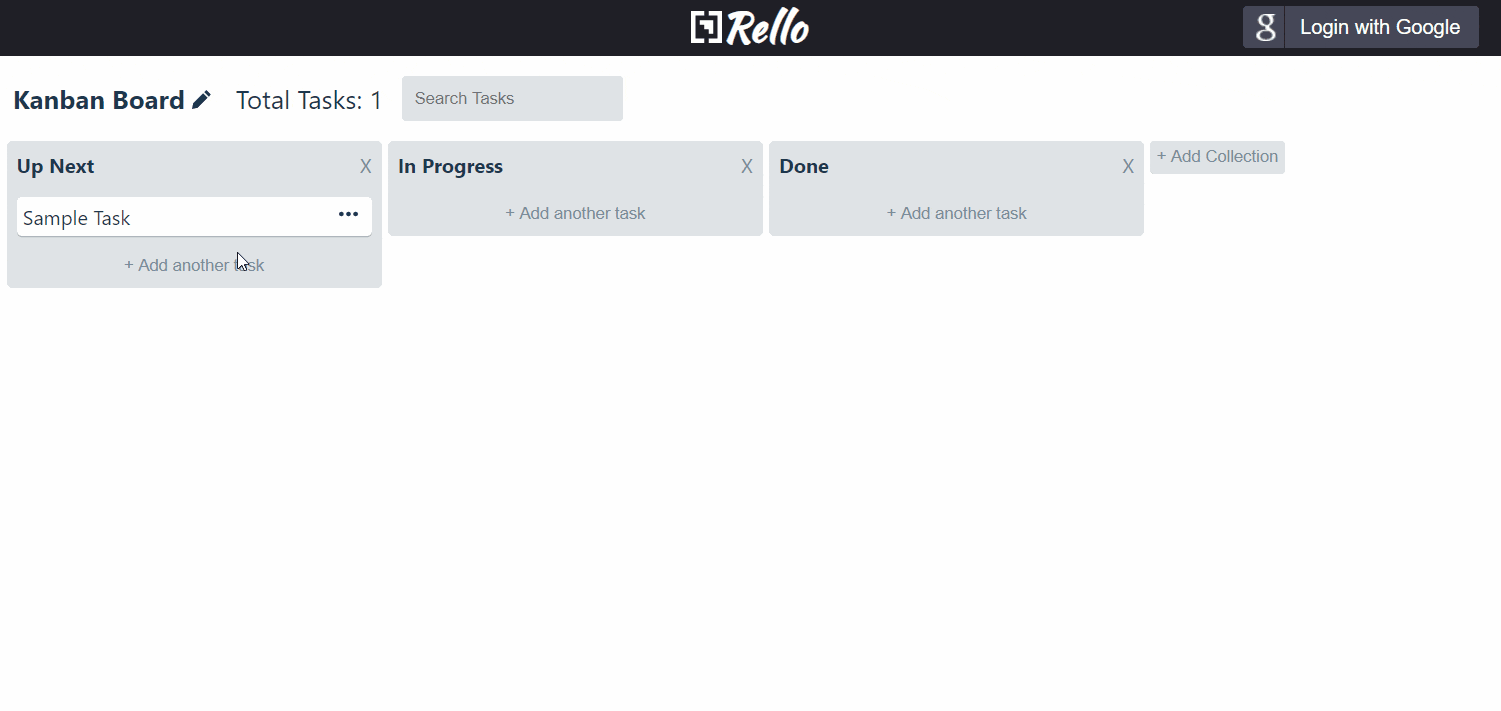 Rello
g Login with Google
Kanban Board Total Tasks: 1 Search Tasks
Up Next X
In Progress X
Done X
+ Add Collection
Sample Task •••
+ Add another task
+ Add another task
+ Add another task